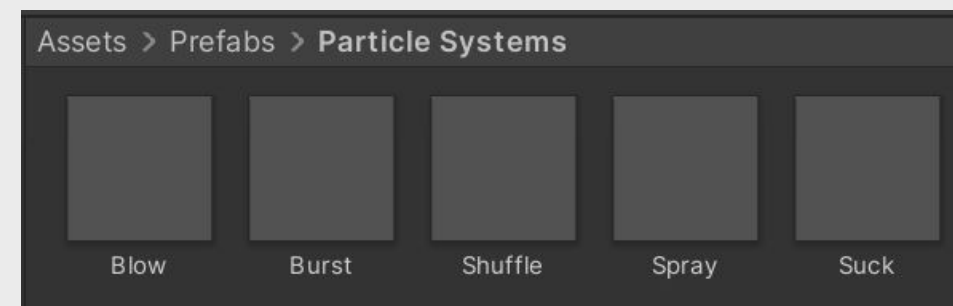 Assets > Prefabs > Particle Systems
Blow Burst Shuffle Spray Suck